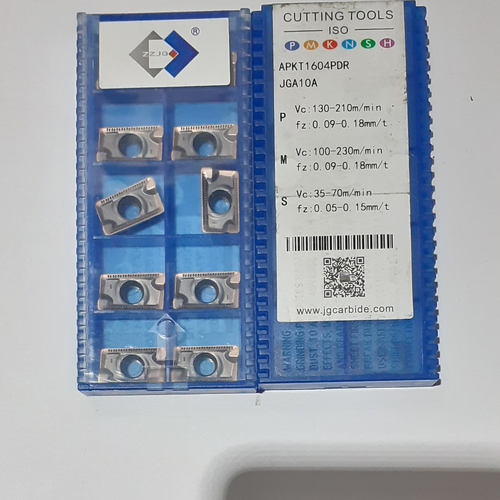 ZZJG
®
CUTTING TOOLS
ISO
P M K N S H
APKT1604PDR
JGA10A
P
Vc:130-210m/min
fz:0.09-0.18mm/t
M
Vc:100-230m/min
fz:0.09-0.18mm/t
S
Vc:35-70m/min
fz:0.05-0.15mm/t
www.jgcarbide.com
WARNING